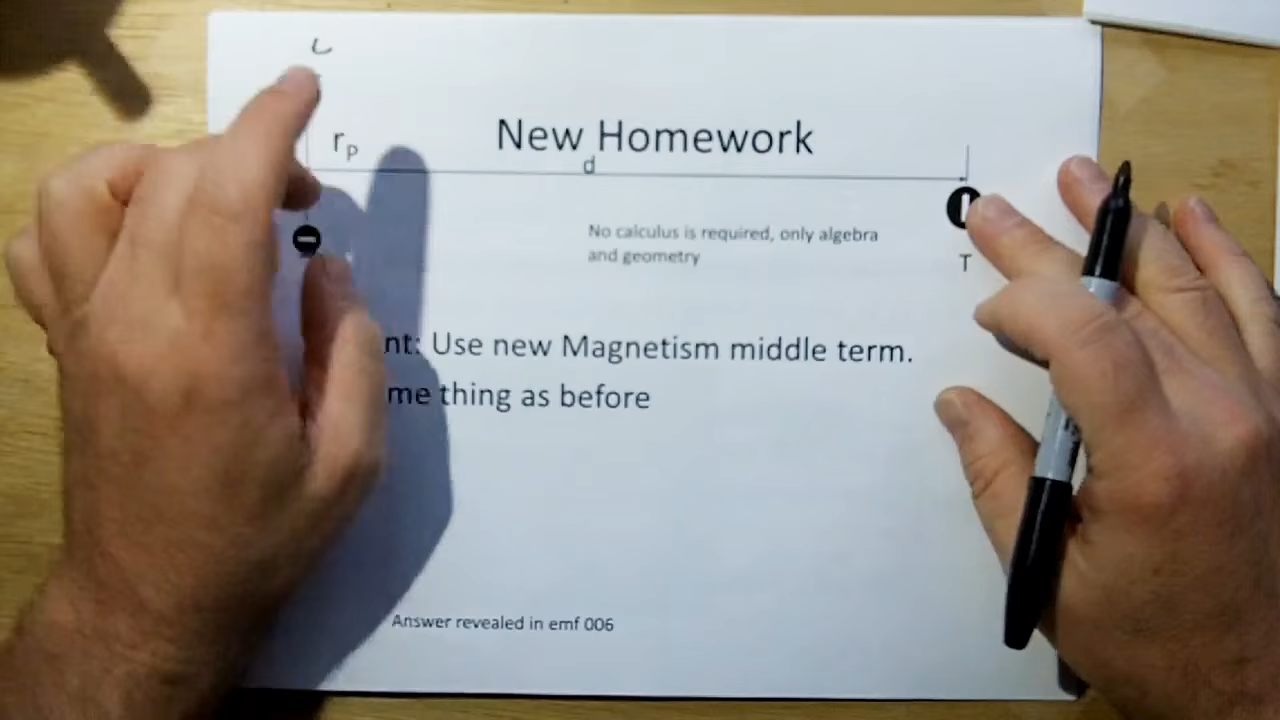 New Homework
rp
d
No calculus is required, only algebra
and geometry
T
nt: Use new Magnetism middle term.
me thing as before
Answer revealed in emf 006